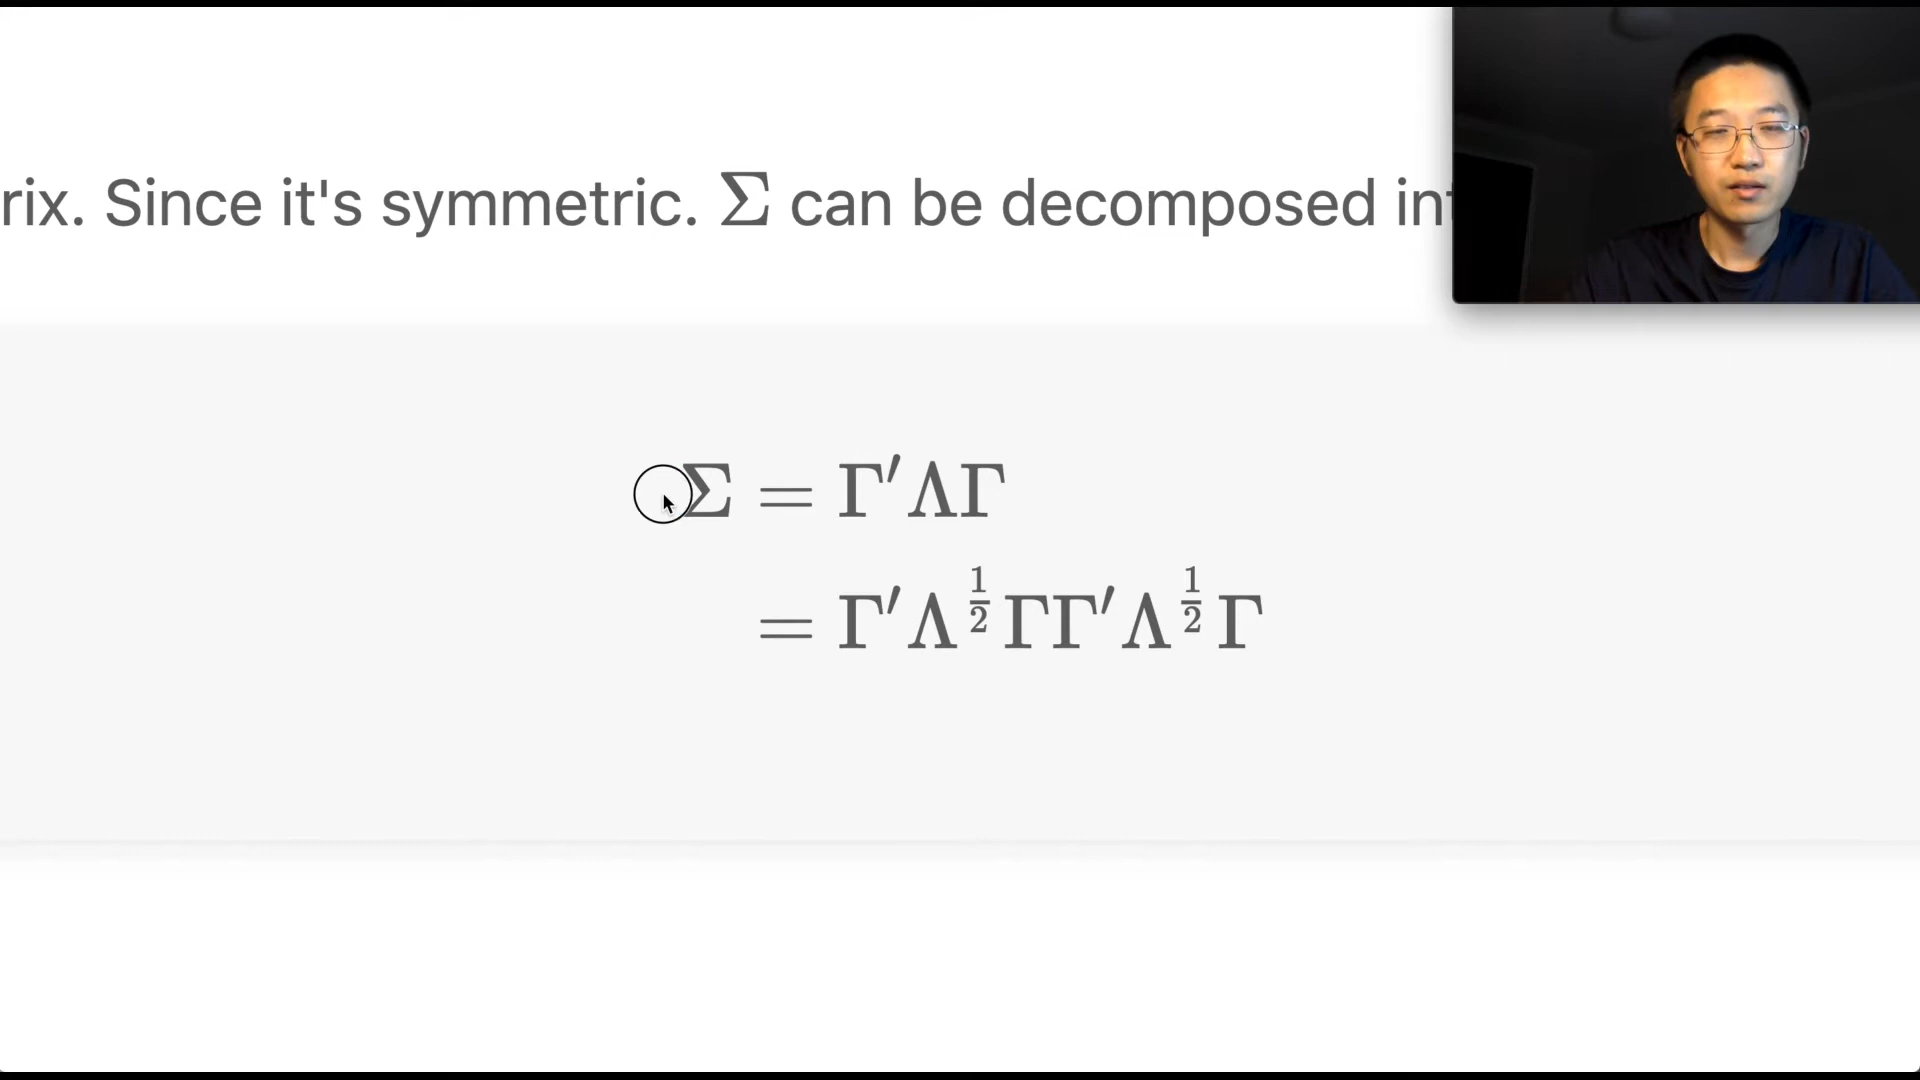 rix. Since it's symmetric. Σ can be decomposed in
Σ = Γ′ΛΓ
= Γ′Λ^{1/2}ΓΓ′Λ^{1/2}Γ